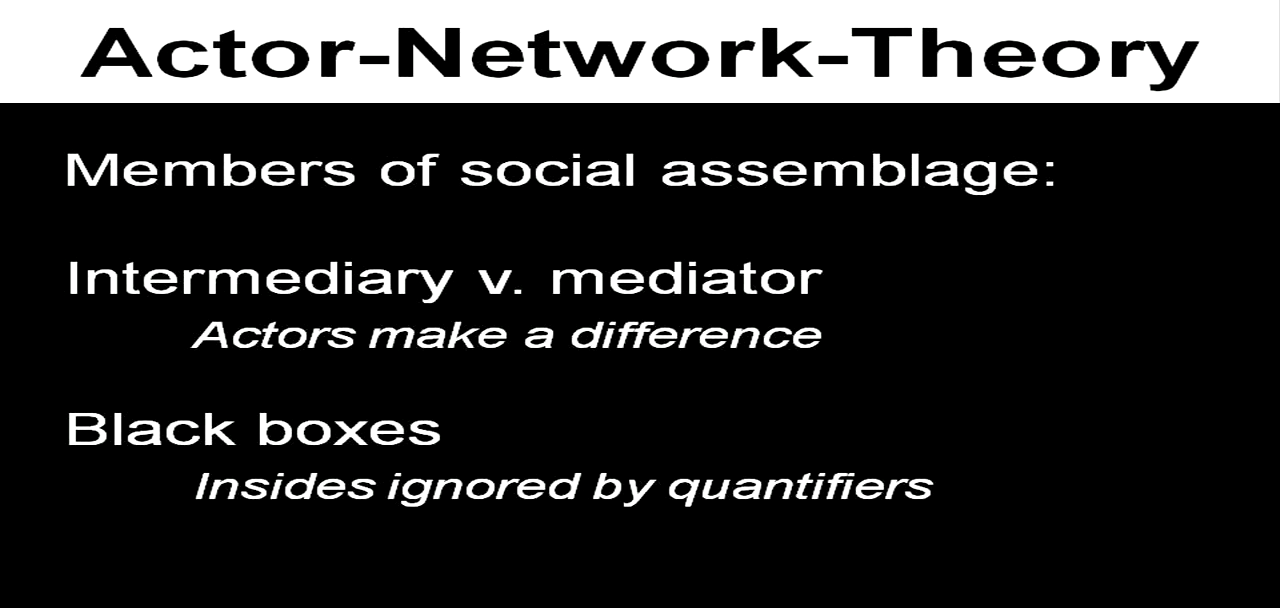 Actor-Network-Theory
Members of social assemblage:
Intermediary v. mediator
Actors make a difference
Black boxes
Insides ignored by quantifiers